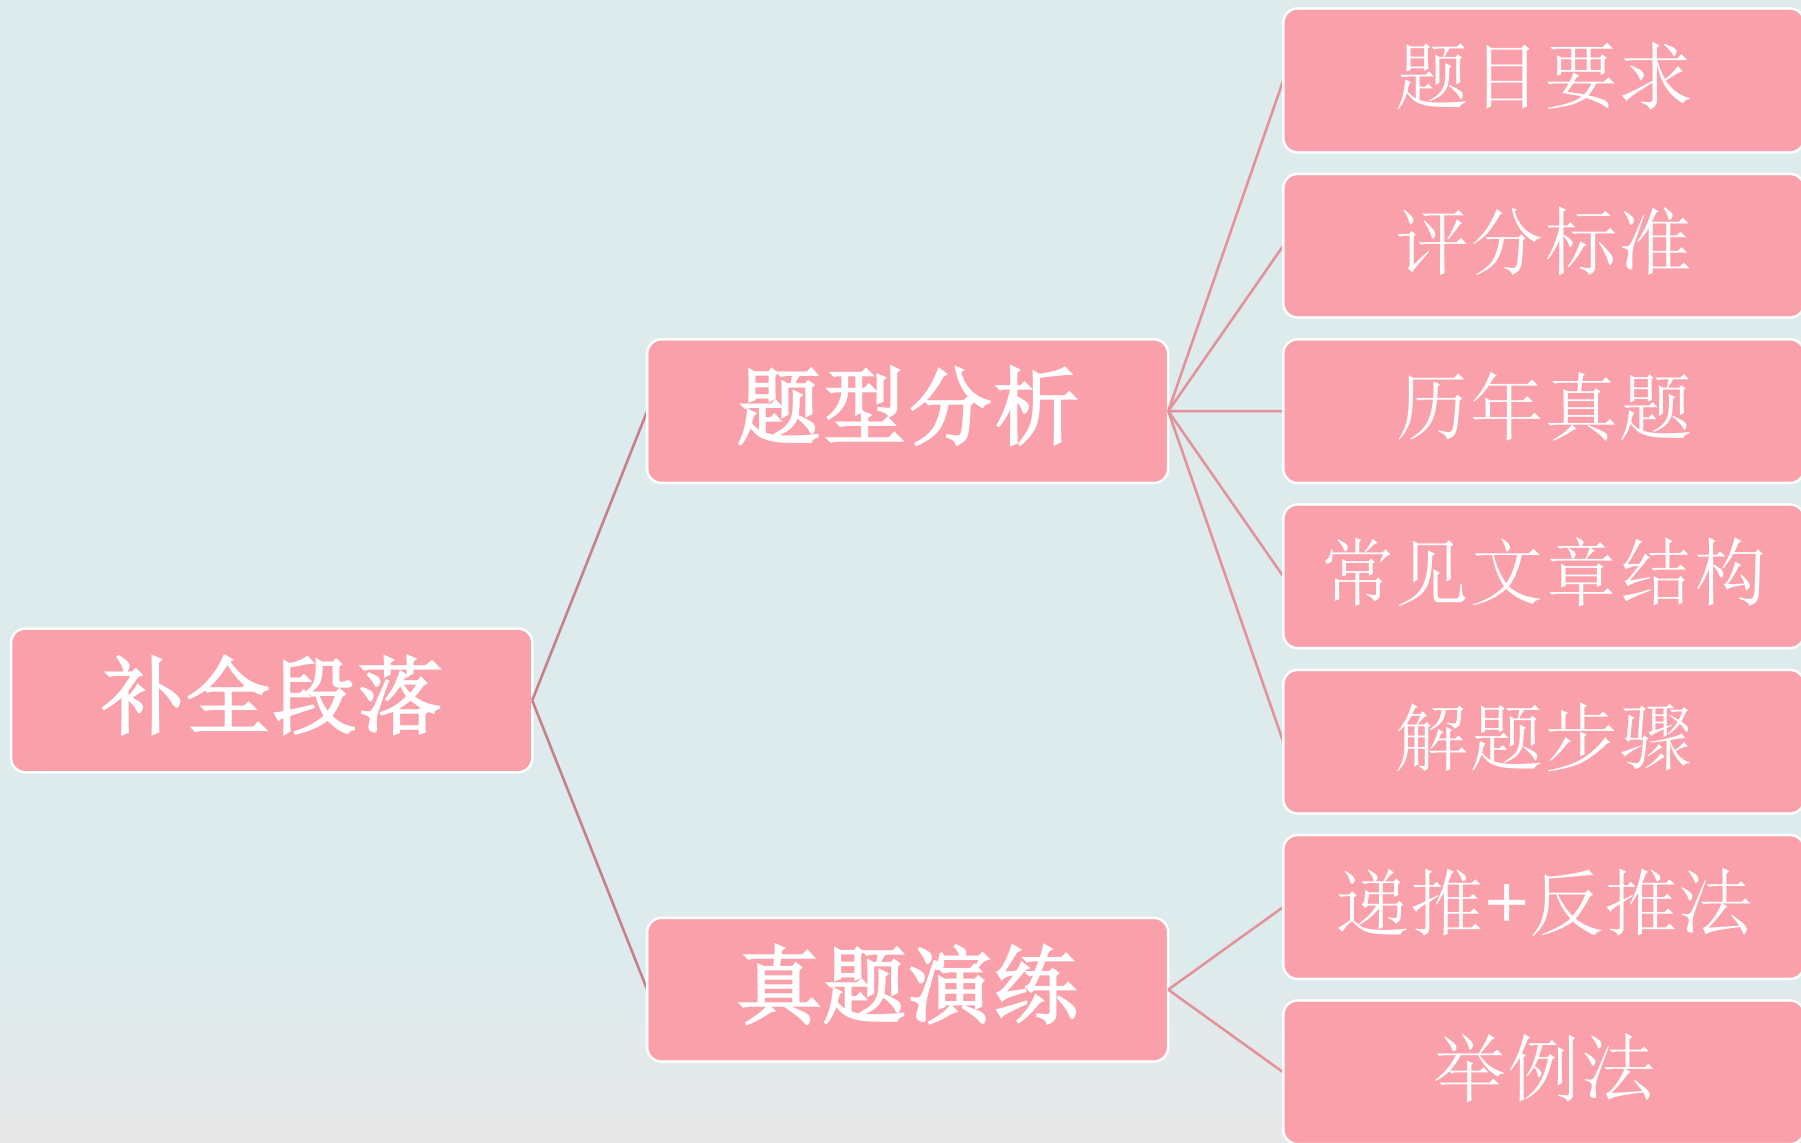 补全段落
题型分析
题目要求
评分标准
历年真题
常见文章结构
解题步骤
真题演练
递推+反推法
举例法